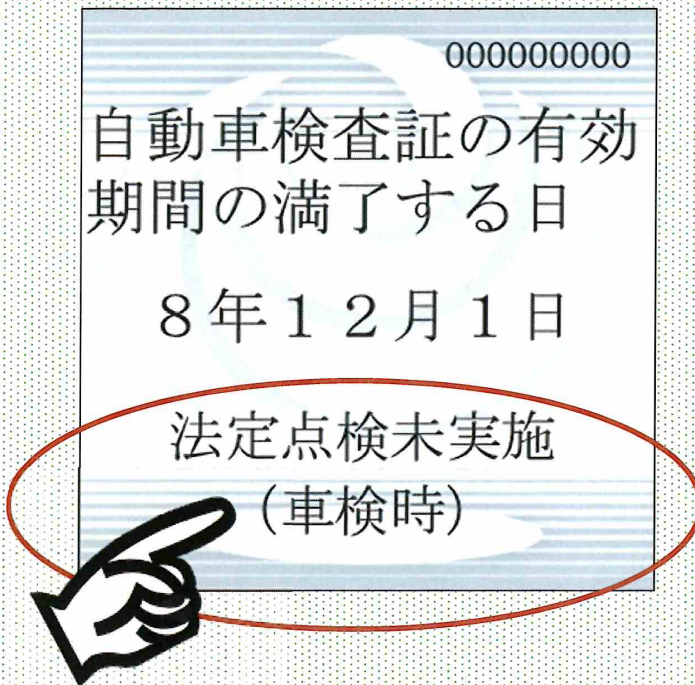 000000000
自動車検査証の有効
期間の満了する日
８年１２月１日
法定点検未実施
（車検時）